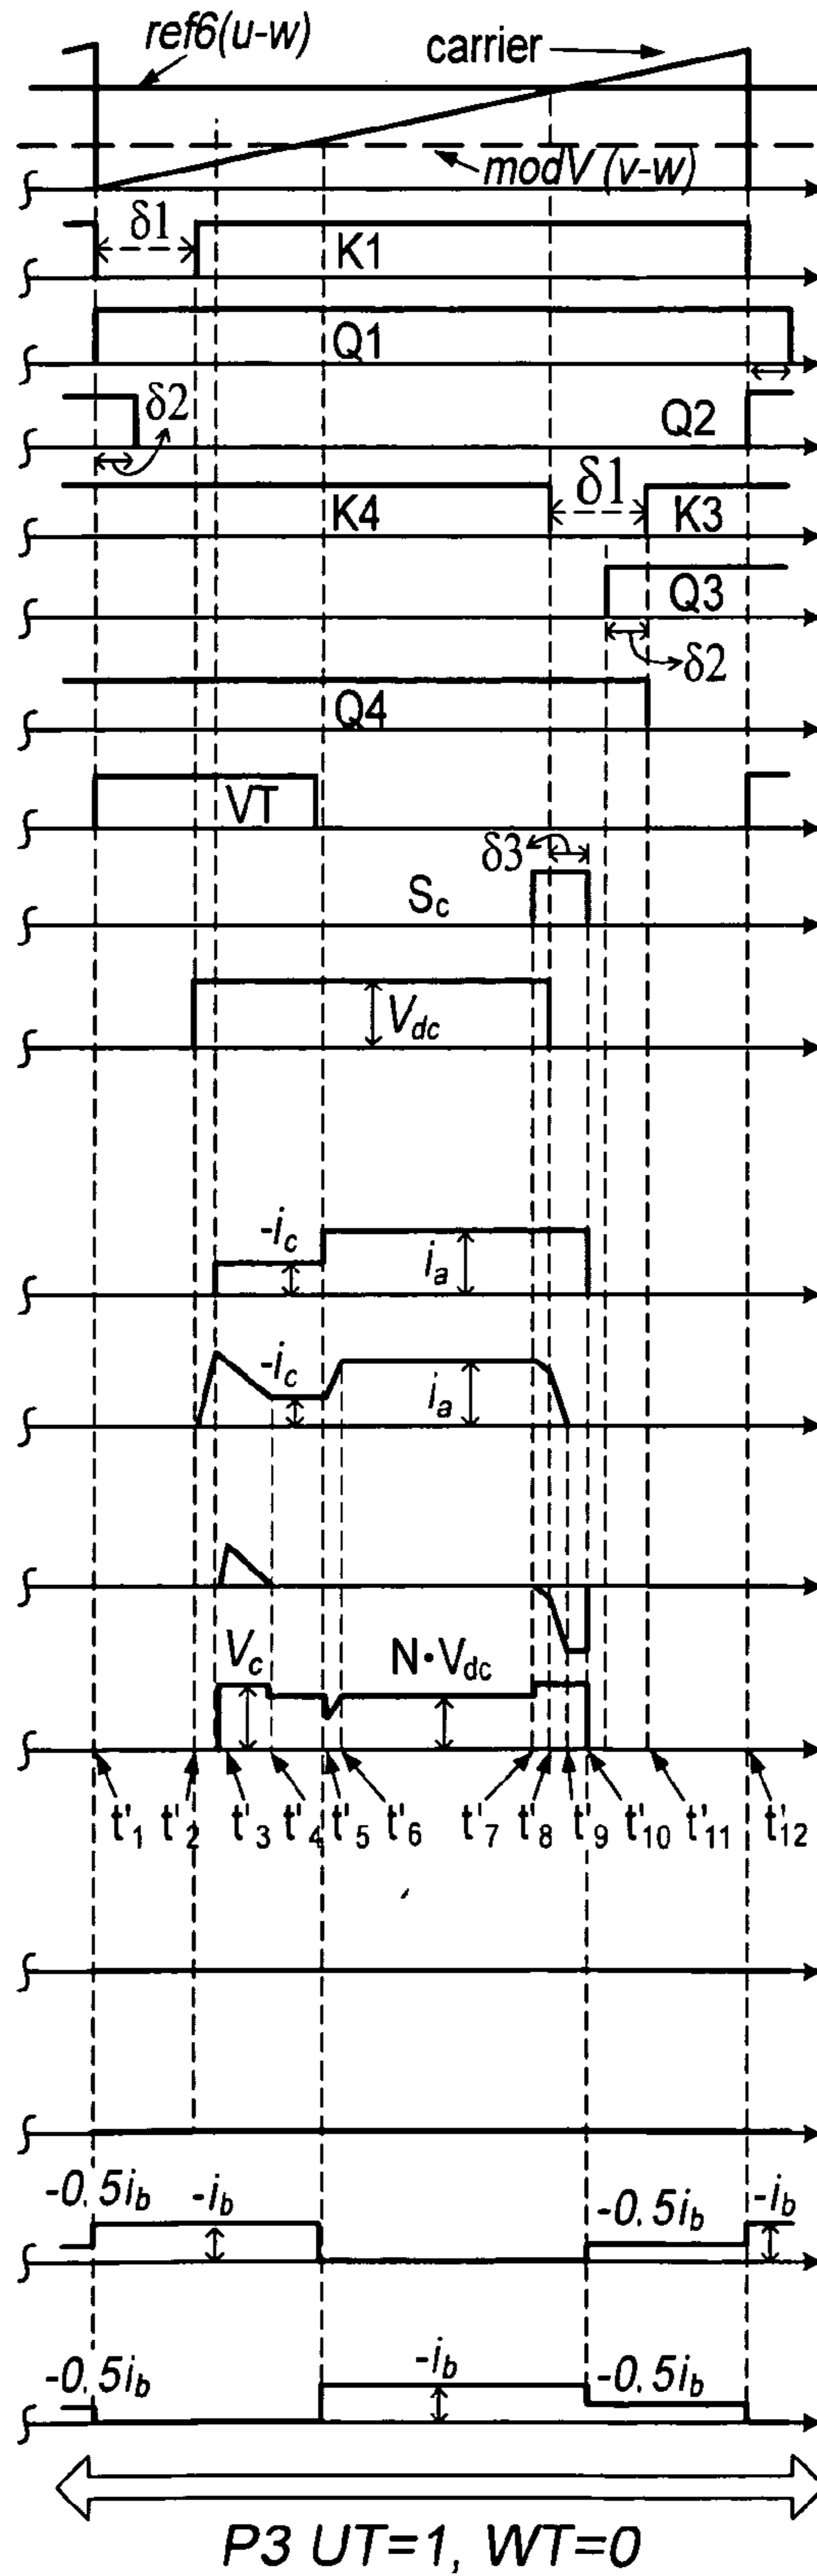 ref6(u-w)
carrier
modV (v-w)
δ1
K1
Q1
δ2
Q2
K4
δ1
K3
Q3
δ2
Q4
VT
δ3
Sc
Vdc
-ic
ia
-ic
ia
Vc
N•Vdc
t'1 t'2 t'3 t'4 t'5 t'6 t'7 t'8 t'9 t'10 t'11 t'12
-0.5ib -ib -0.5ib -ib
-0.5ib -ib -0.5ib
P3 UT=1, WT=0